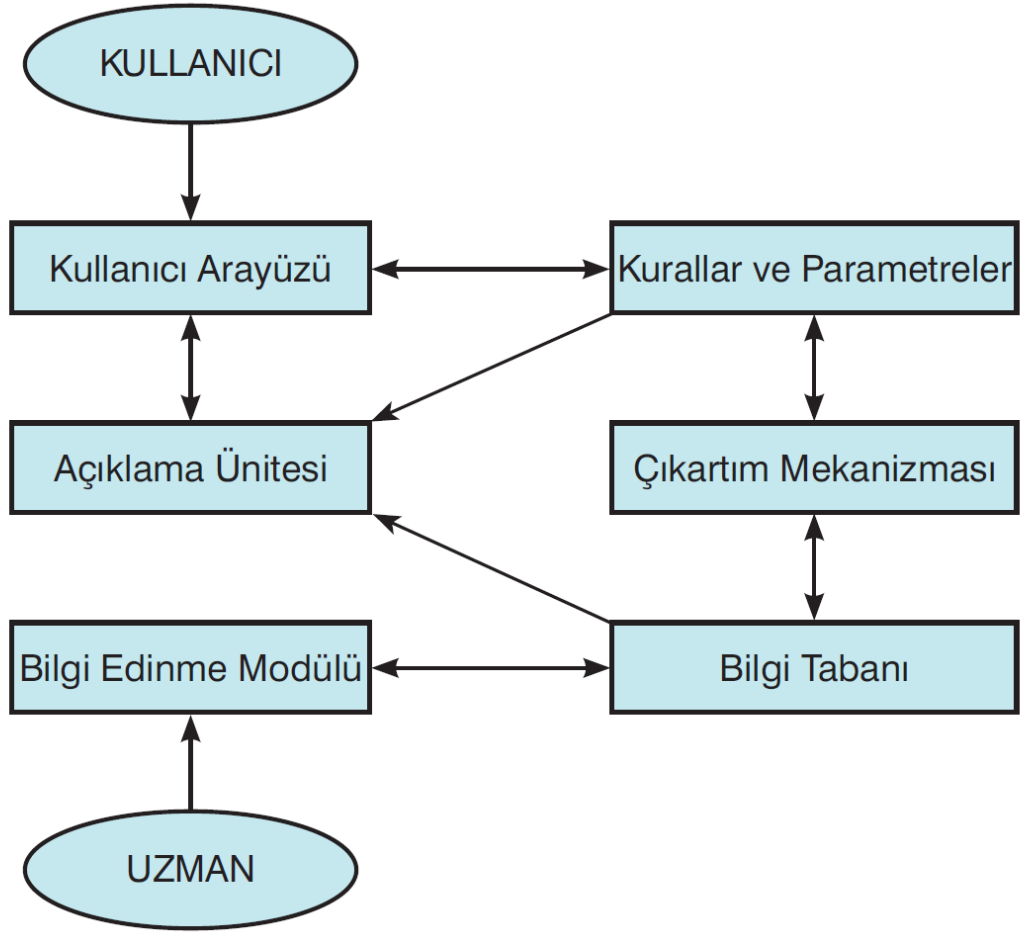 KULLANICI
Kullanıcı Arayüzü
Kurallar ve Parametreler
Açıklama Ünitesi
Çıkartım Mekanizması
Bilgi Edinme Modülü
Bilgi Tabanı
UZMAN